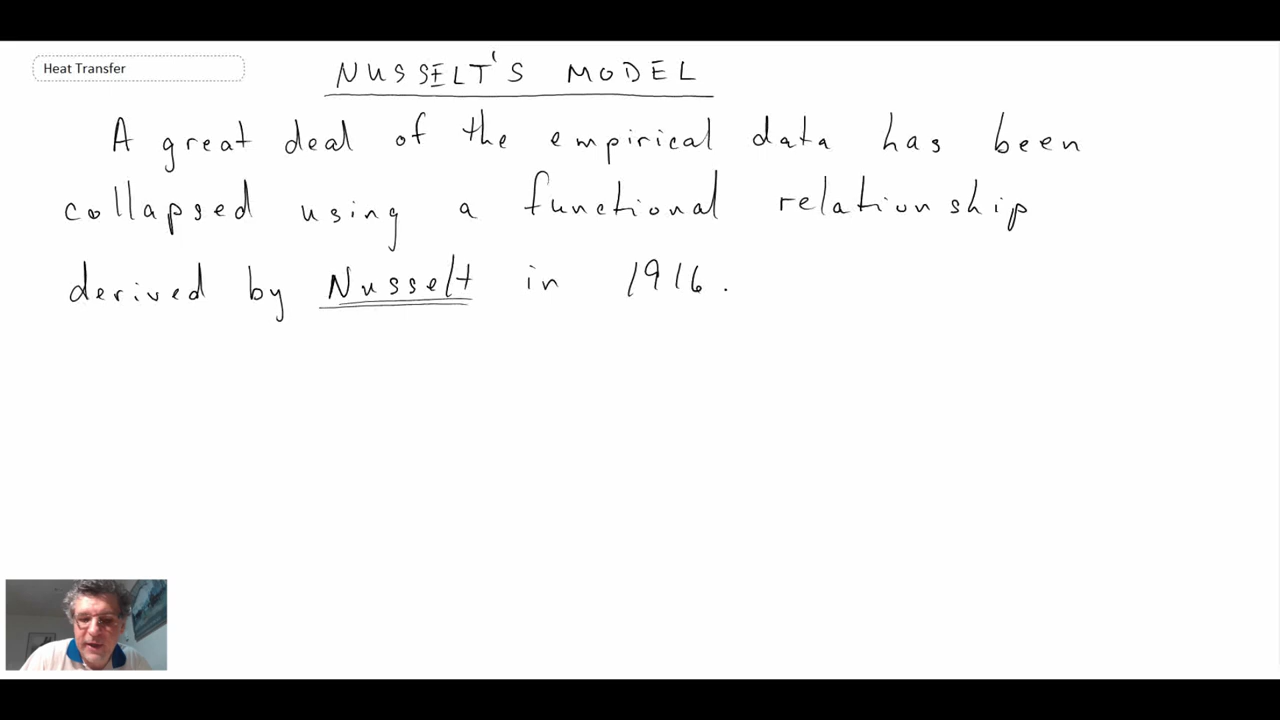 Heat Transfer
NUSSELT'S MODEL
A great deal of the empirical data has been
collapsed using a functional relationship
derived by Nusselt in 1916.